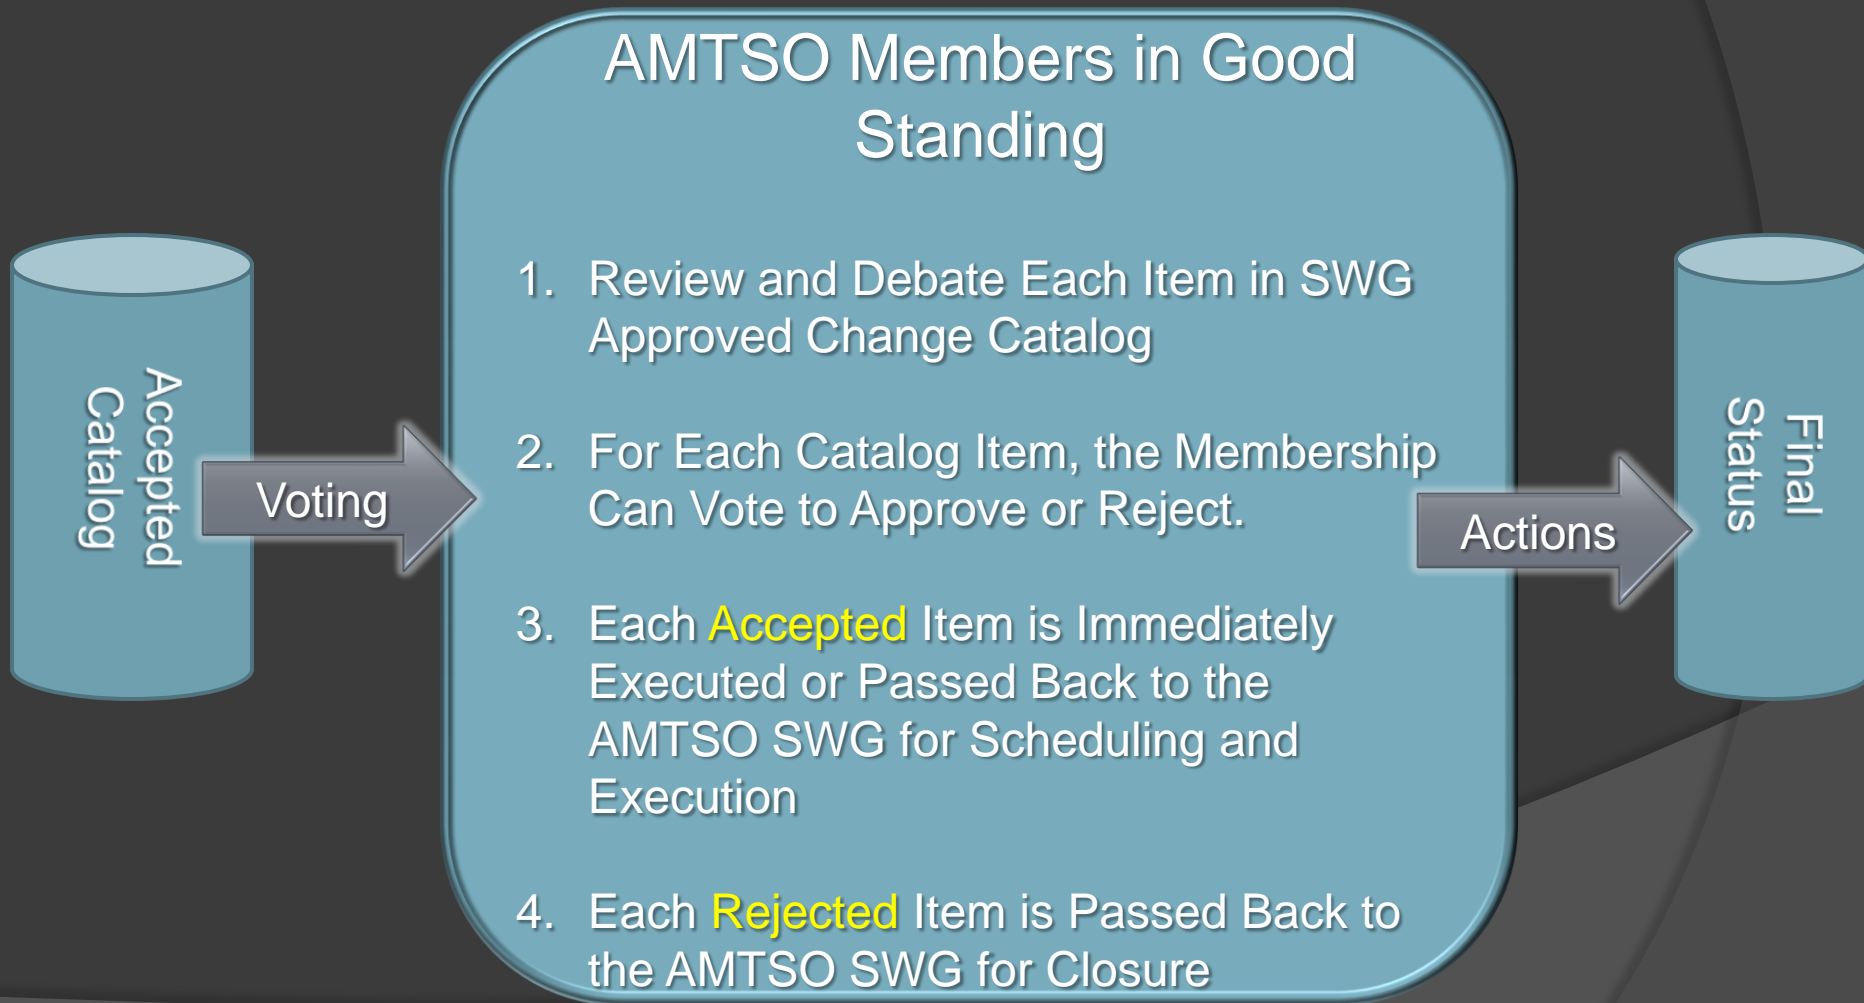 AMTSO Members in Good
Standing
Accepted
Catalog
Voting
1. Review and Debate Each Item in SWG
Approved Change Catalog
2. For Each Catalog Item, the Membership
Can Vote to Approve or Reject.
3. Each Accepted Item is Immediately
Executed or Passed Back to the
AMTSO SWG for Scheduling and
Execution
4. Each Rejected Item is Passed Back to
the AMTSO SWG for Closure
Actions
Final
Status